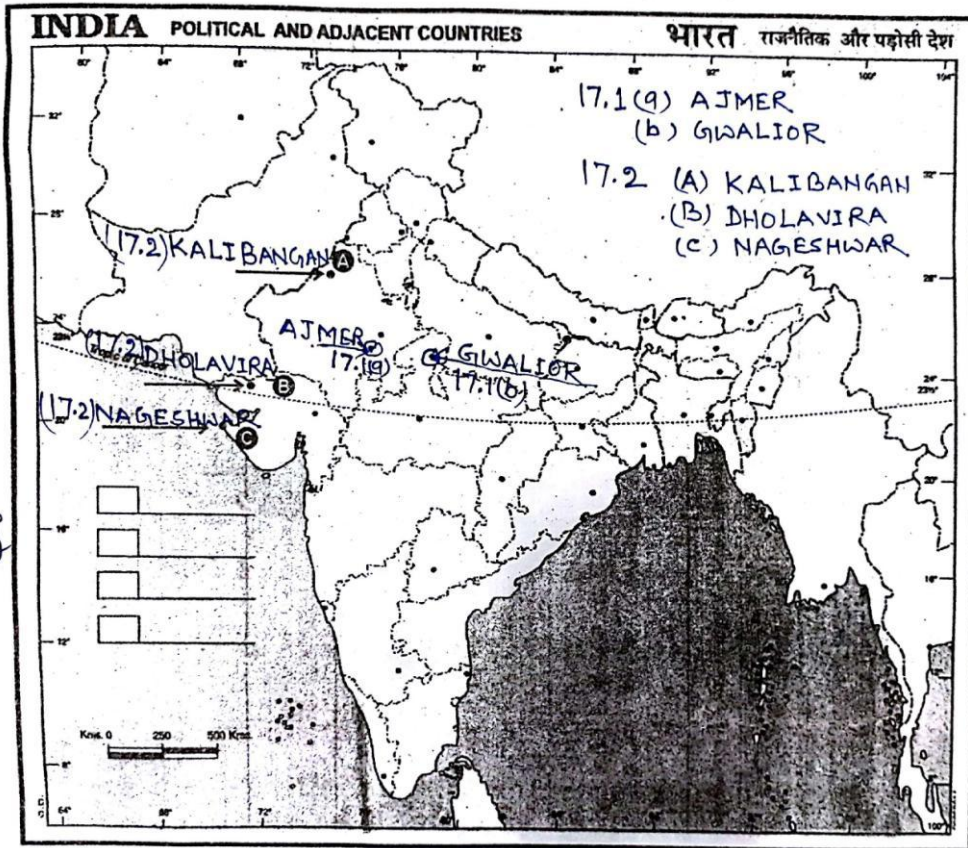 INDIA POLITICAL AND ADJACENT COUNTRIES
भारत राजनैतिक और पड़ोसी देश
17.1(a) AJMER
(b) GWALIOR
17.2 (A) KALIBANGAN
(B) DHOLAVIRA
(C) NAGESHWAR
(17.2) KALIBANGAN
A
AJMER
17.1(a)
GWALIOR
17.1(b)
(17.2) DHOLAVIRA
B
(17.2) NAGESHWAR
C
Kms. 0 250 500 Kms.